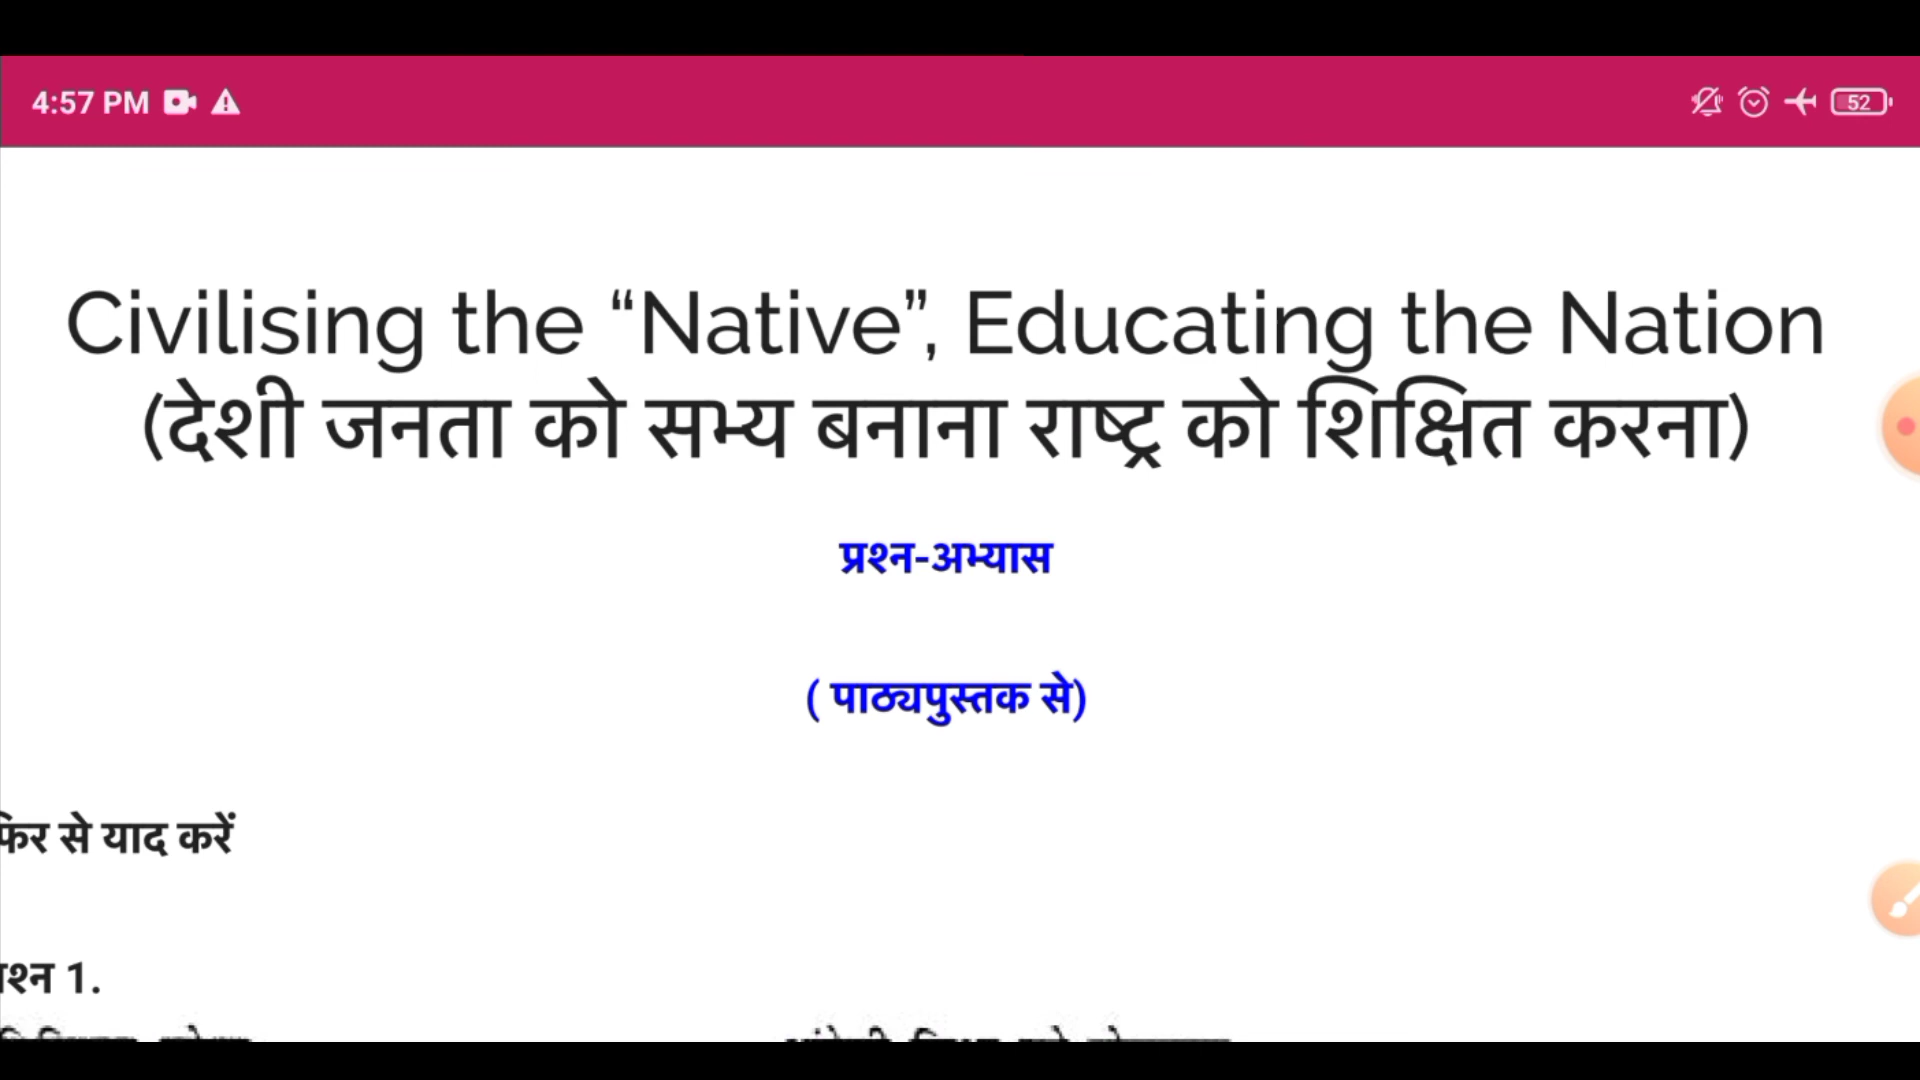 4:57 PM
52
Civilising the “Native”, Educating the Nation
(देशी जनता को सभ्य बनाना राष्ट्र को शिक्षित करना)
प्रश्न-अभ्यास
( पाठ्यपुस्तक से)
फिर से याद करें
प्रश्न 1.